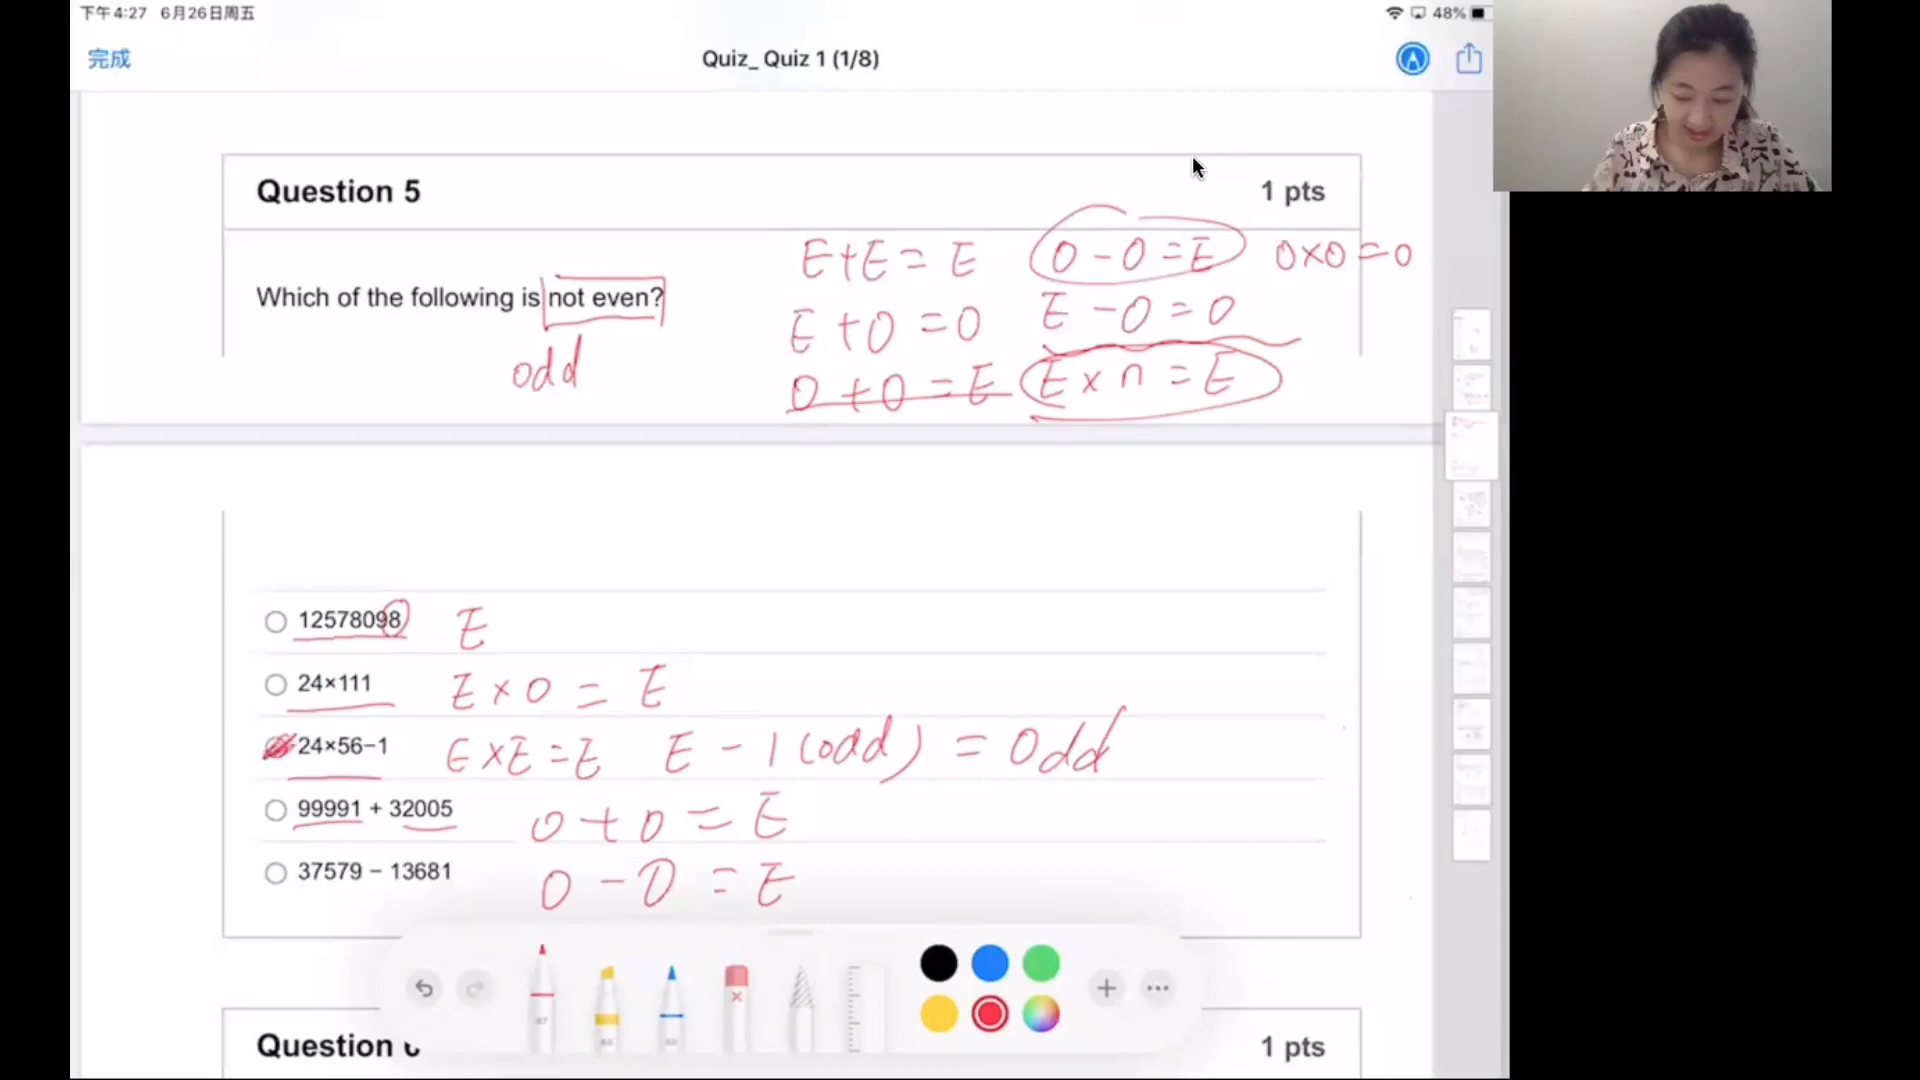 下午4:27 6月26日周五
48%
完成
Quiz_ Quiz 1 (1/8)
Question 5
1 pts
E+E = E
O - O = E
O×O = O
Which of the following is not even?
E + O = O
E - O = O
odd
O + O = E
E × n = E
12578098
E
24×111
E × O = E
24×56−1
E × E = E E - 1 (odd) = Odd
99991 + 32005
O + O = E
37579 − 13681
O - O = E
Question
1 pts